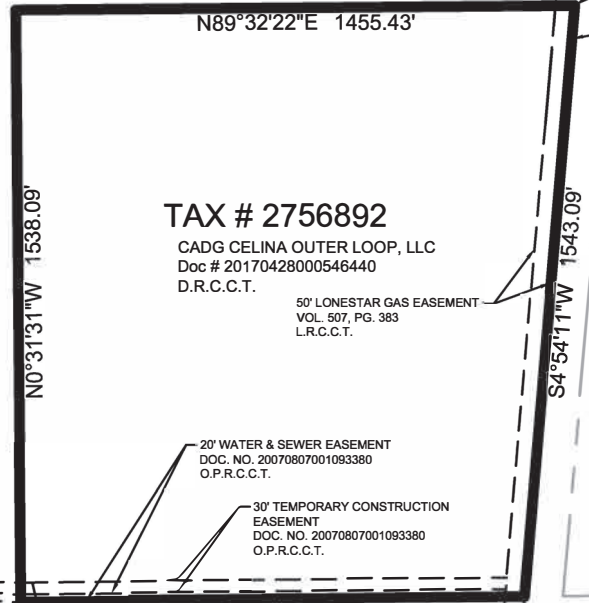 N89°32'22"E 1455.43'
N0°31'31"W 1538.09'
TAX # 2756892
CADG CELINA OUTER LOOP, LLC
Doc # 20170428000546440
D.R.C.C.T.
50' LONESTAR GAS EASEMENT
VOL. 507, PG. 383
L.R.C.C.T.
S4°54'11"W 1543.09'
20' WATER & SEWER EASEMENT
DOC. NO. 20070807001093380
O.P.R.C.C.T.
30' TEMPORARY CONSTRUCTION
EASEMENT
DOC. NO. 20070807001093380
O.P.R.C.C.T.